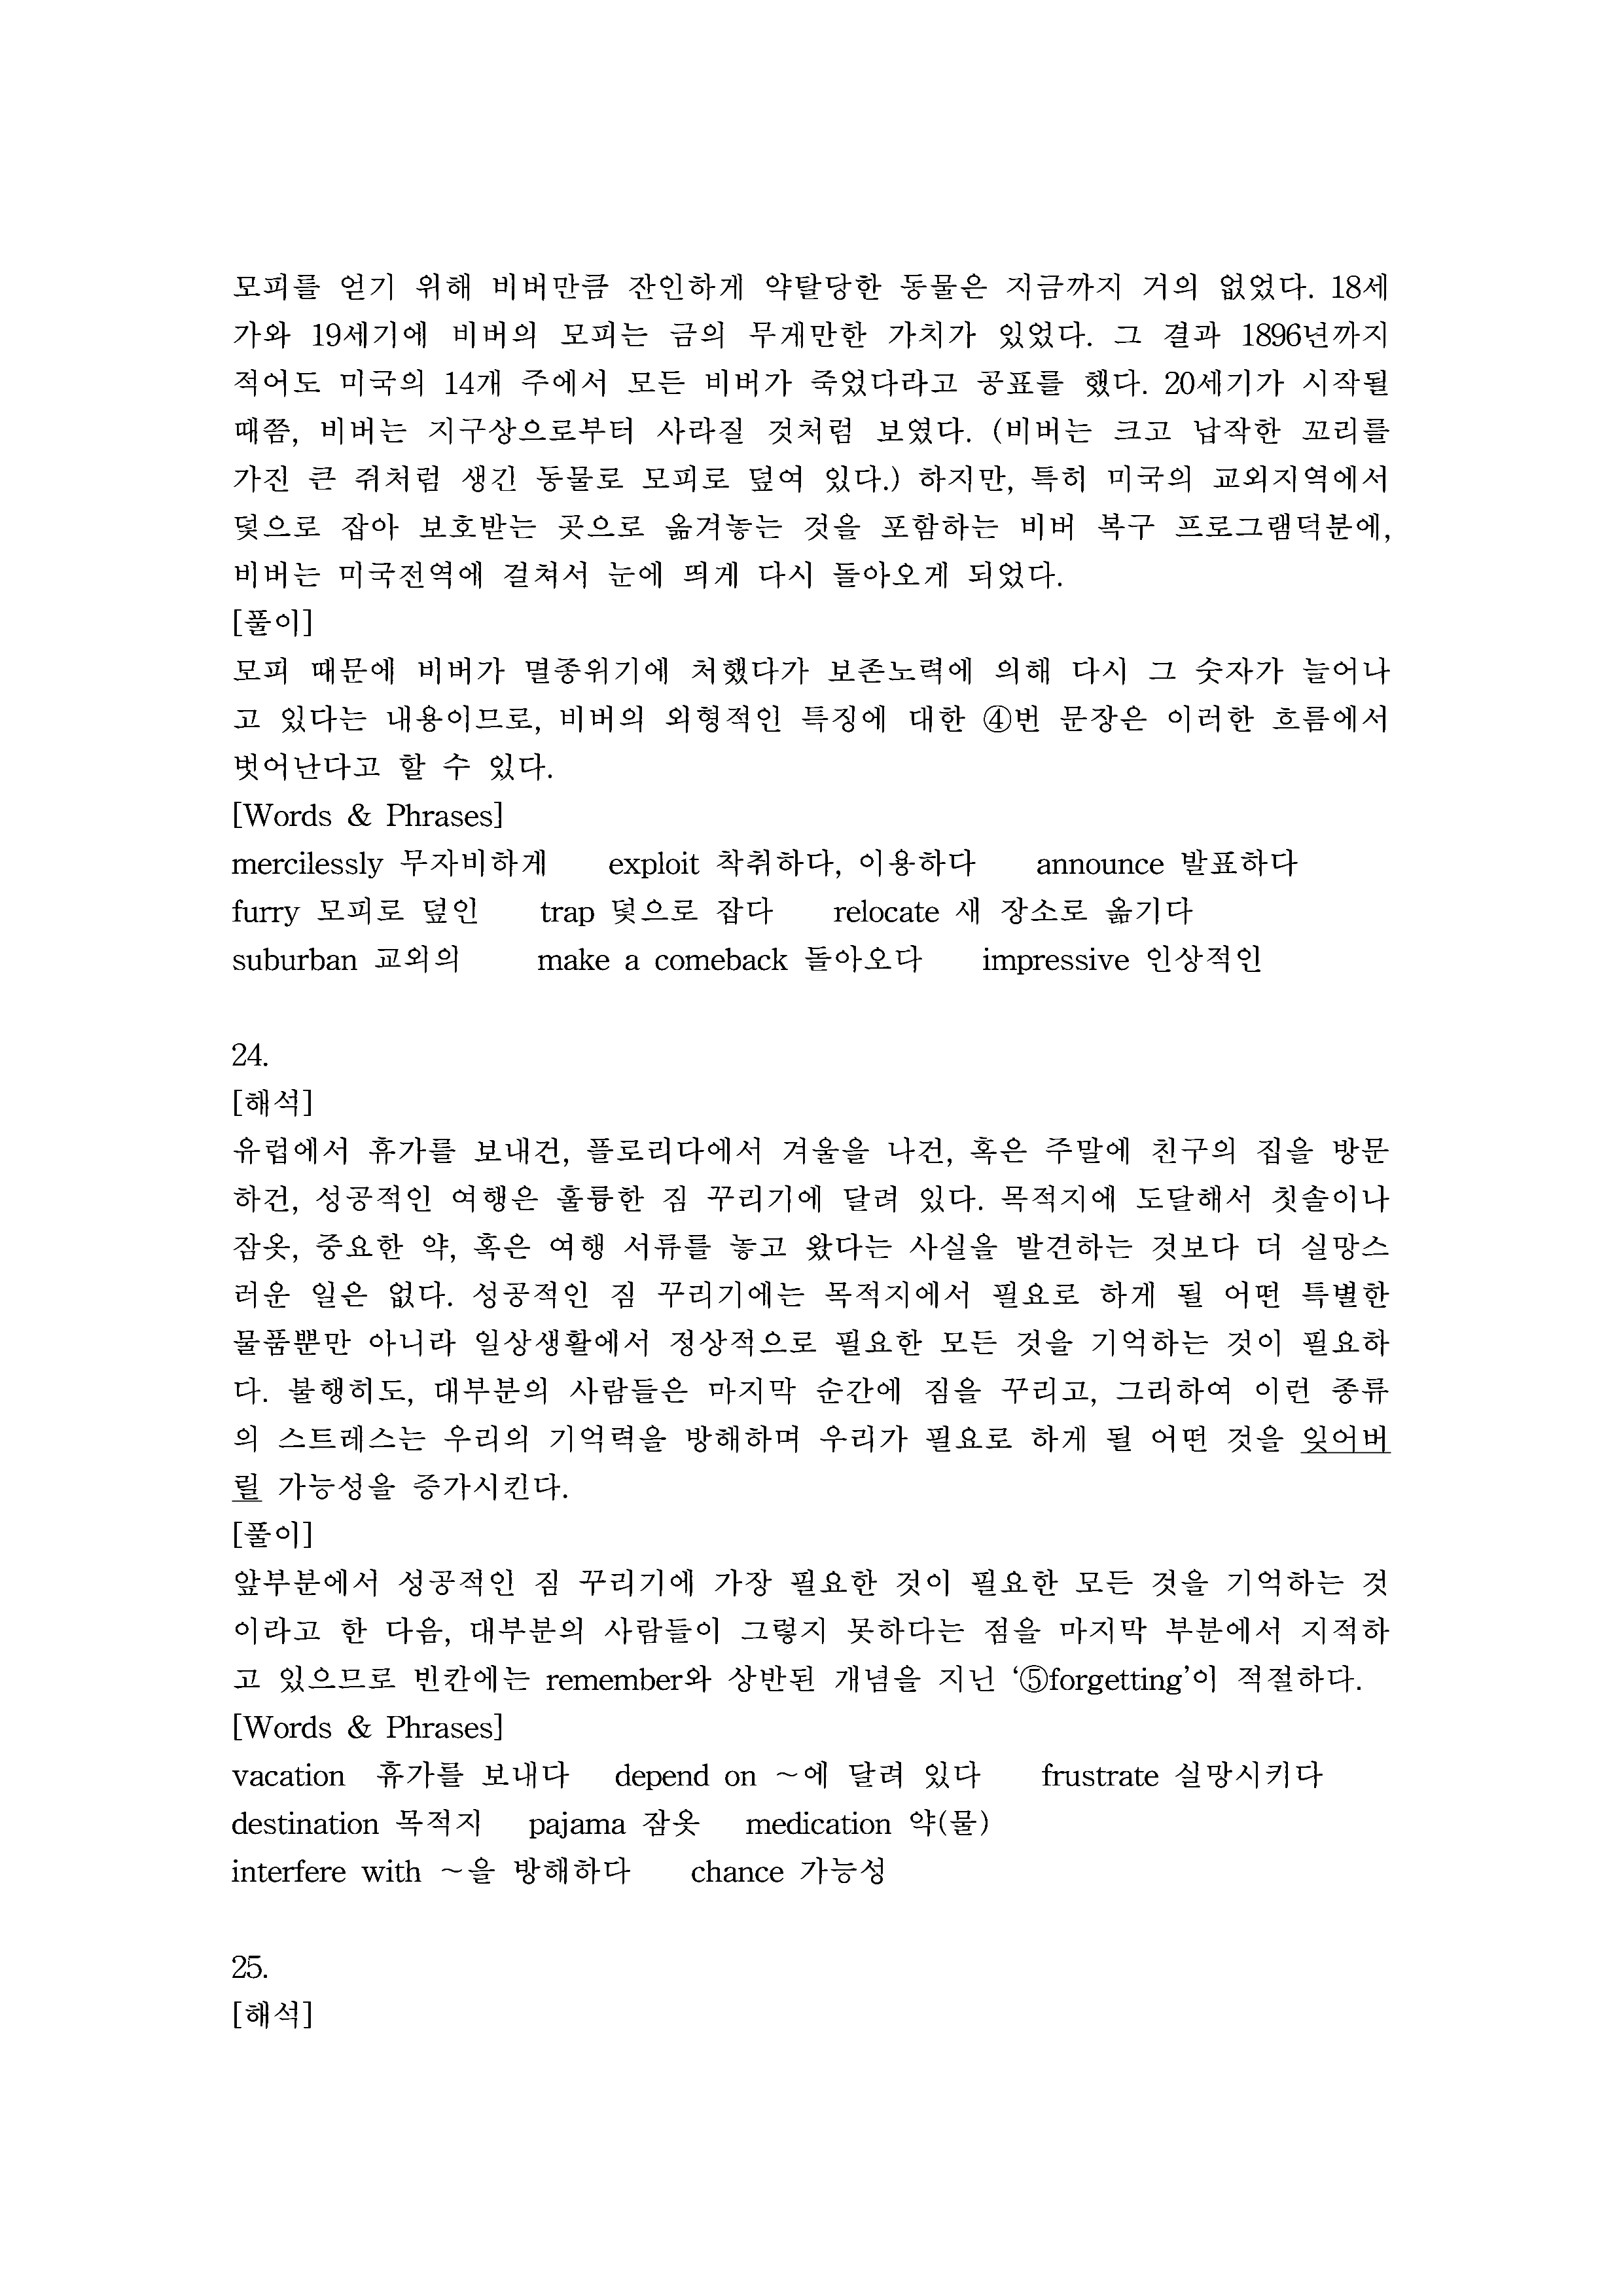 모피를 얻기 위해 비버만큼 잔인하게 약탈당한 동물은 지금까지 거의 없었다. 18세
가와 19세기에 비버의 모피는 금의 무게만한 가치가 있었다. 그 결과 1896년까지
적어도 미국의 14개 주에서 모든 비버가 죽었다라고 공표를 했다. 20세기가 시작될
때쯤, 비버는 지구상으로부터 사라질 것처럼 보였다. (비버는 크고 납작한 꼬리를
가진 큰 쥐처럼 생긴 동물로 모피로 덮여 있다.) 하지만, 특히 미국의 교외지역에서
덫으로 잡아 보호받는 곳으로 옮겨놓는 것을 포함하는 비버 복구 프로그램덕분에,
비버는 미국전역에 걸쳐서 눈에 띄게 다시 돌아오게 되었다.
[풀이]
모피 때문에 비버가 멸종위기에 처했다가 보존노력에 의해 다시 그 숫자가 늘어나
고 있다는 내용이므로, 비버의 외형적인 특징에 대한 ④번 문장은 이러한 흐름에서
벗어난다고 할 수 있다.
[Words & Phrases]
mercilessly 무자비하게 exploit 착취하다, 이용하다 announce 발표하다
furry 모피로 덮인 trap 덫으로 잡다 relocate 새 장소로 옮기다
suburban 교외의 make a comeback 돌아오다 impressive 인상적인
24.
[해석]
유럽에서 휴가를 보내건, 플로리다에서 겨울을 나건, 혹은 주말에 친구의 집을 방문
하건, 성공적인 여행은 훌륭한 짐 꾸리기에 달려 있다. 목적지에 도달해서 칫솔이나
잠옷, 중요한 약, 혹은 여행 서류를 놓고 왔다는 사실을 발견하는 것보다 더 실망스
러운 일은 없다. 성공적인 짐 꾸리기에는 목적지에서 필요로 하게 될 어떤 특별한
물품뿐만 아니라 일상생활에서 정상적으로 필요한 모든 것을 기억하는 것이 필요하
다. 불행히도, 대부분의 사람들은 마지막 순간에 짐을 꾸리고, 그리하여 이런 종류
의 스트레스는 우리의 기억력을 방해하며 우리가 필요로 하게 될 어떤 것을 잊어버
릴 가능성을 증가시킨다.
[풀이]
앞부분에서 성공적인 짐 꾸리기에 가장 필요한 것이 필요한 모든 것을 기억하는 것
이라고 한 다음, 대부분의 사람들이 그렇지 못하다는 점을 마지막 부분에서 지적하
고 있으므로 빈칸에는 remember와 상반된 개념을 지닌 ‘⑤forgetting’이 적절하다.
[Words & Phrases]
vacation 휴가를 보내다 depend on ~에 달려 있다 frustrate 실망시키다
destination 목적지 pajama 잠옷 medication 약(물)
interfere with ~을 방해하다 chance 가능성
25.
[해석]